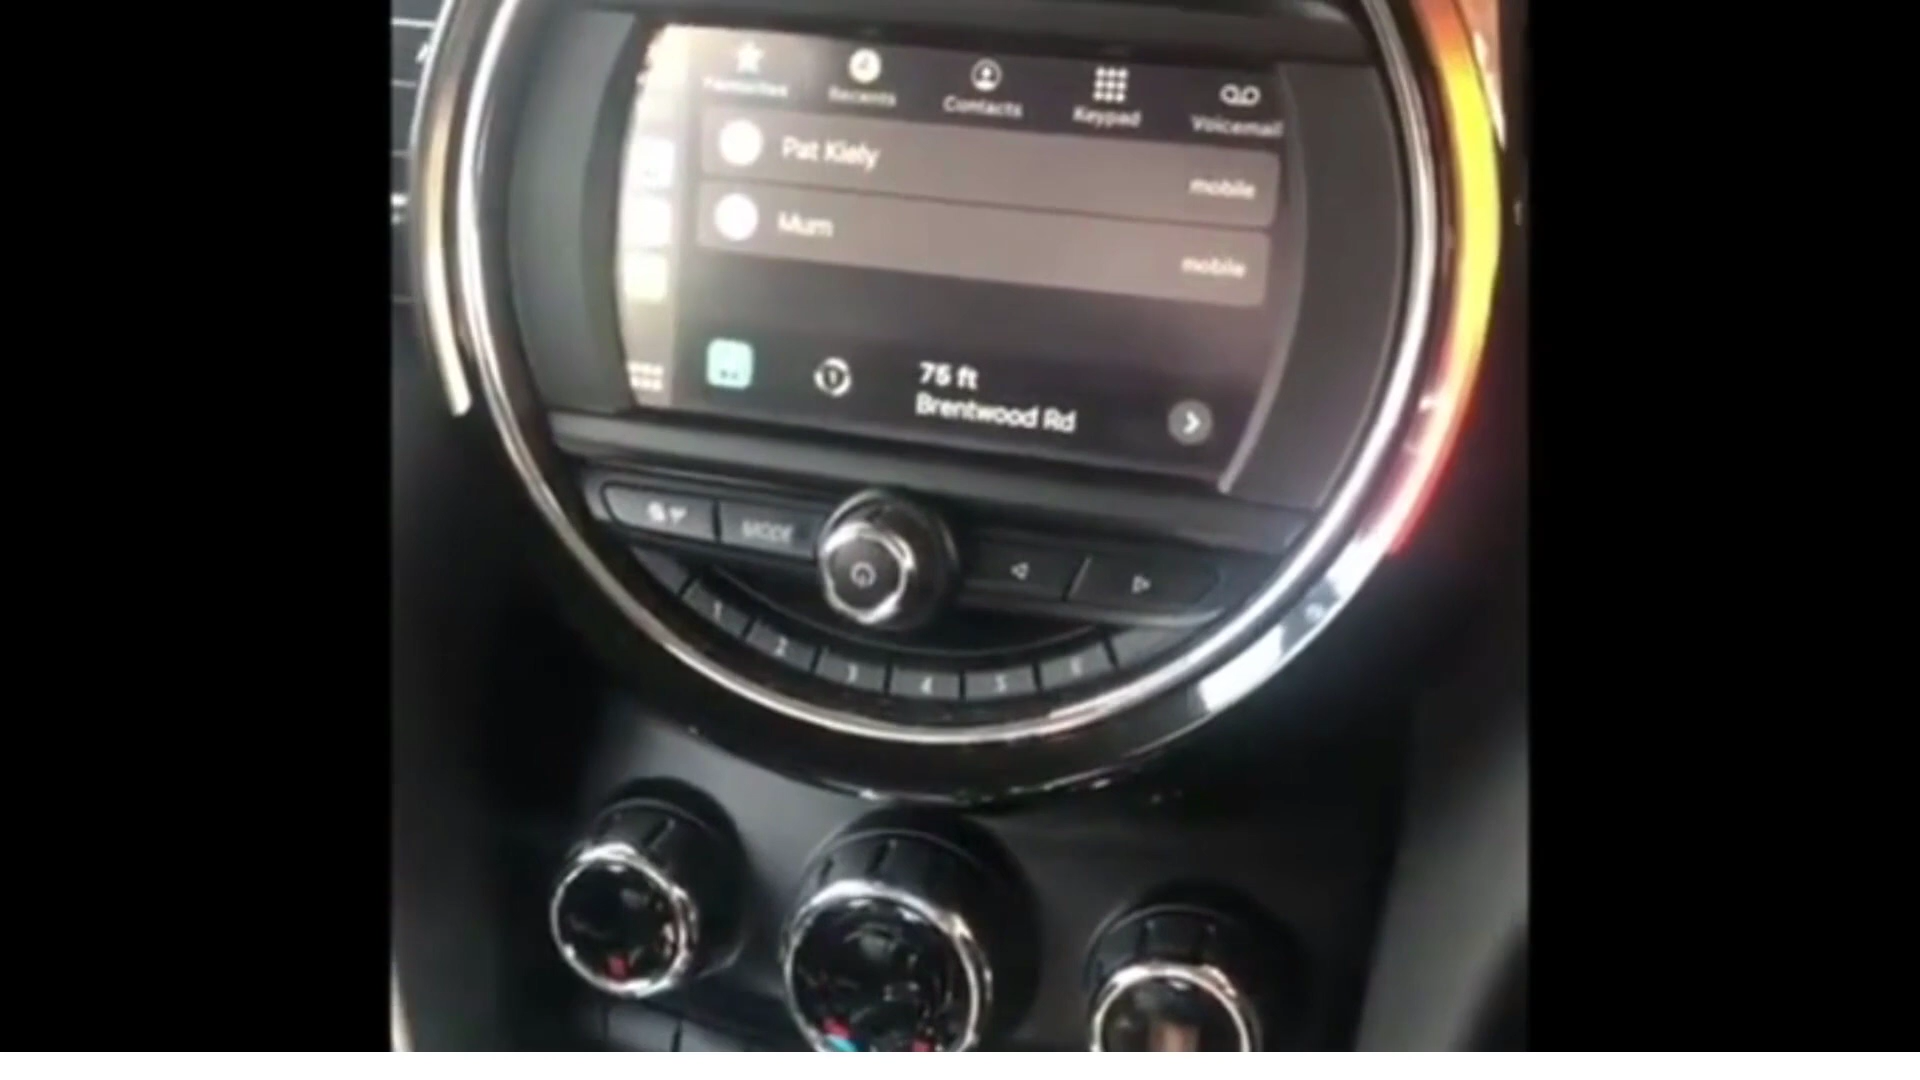 Favorites
Recents
Contacts
Keypad
Voicemail
Pat Kiely
mobile
Mum
mobile
75 ft
Brentwood Rd
MODE
1
2
3
4
5
6